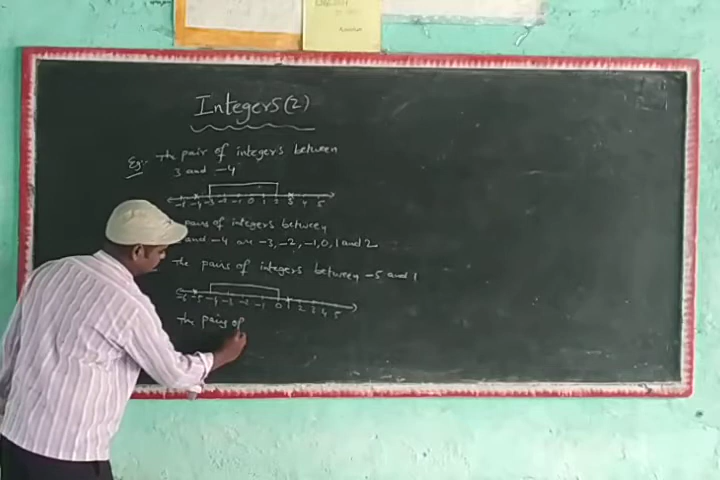 Integers (2)
Eg:- The pair of integers between
3 and -4
-5 -4 -3 -2 -1 0 1 2 3 4 5
pairs of integers between
and -4 are -3, -2, -1, 0, 1 and 2
The pairs of integers between -5 and 1
-6 -5 -4 -3 -2 -1 0 1 2 3 4 5
The pairs of